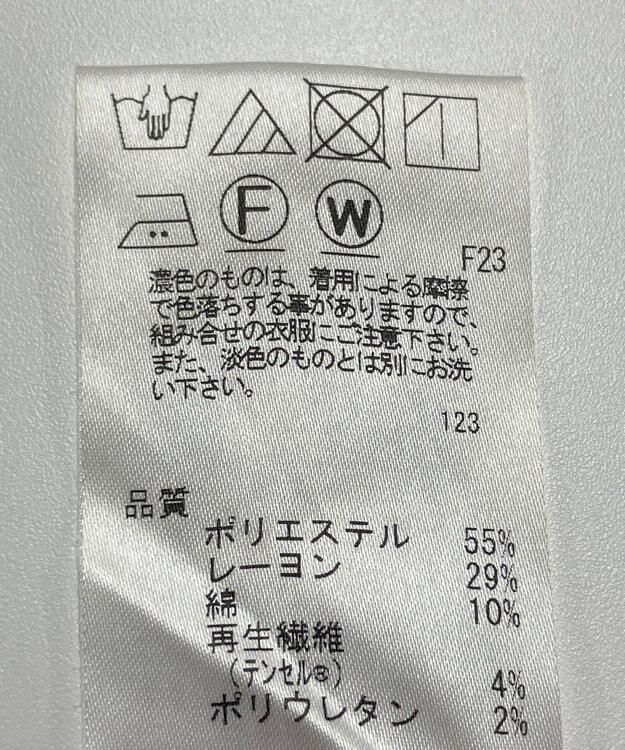 F W
F23
濃色のものは、着用による摩擦
で色落ちする事がありますので、
組み合せの衣服にご注意下さい。
また、淡色のものとは別にお洗
い下さい。
123
品質
ポリエステル 55%
レーヨン 29%
綿 10%
再生繊維
(テンセル®) 4%
ポリウレタン 2%